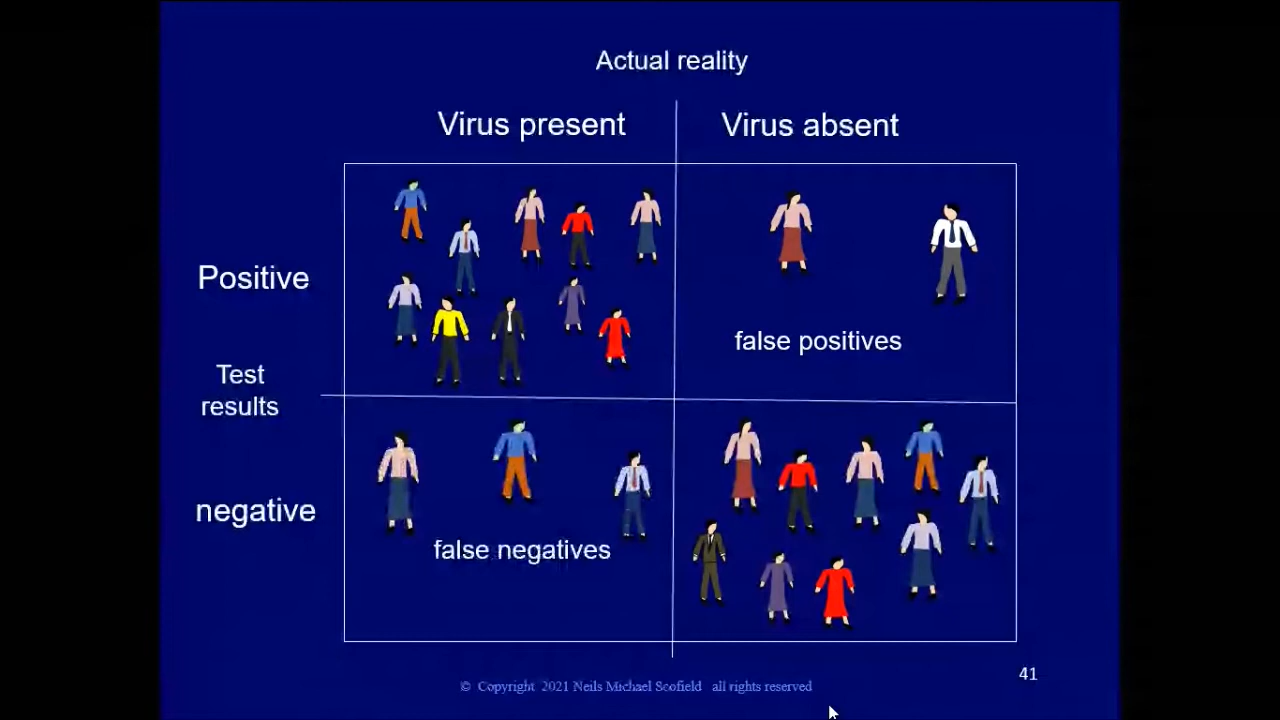 Actual reality
Virus present
Virus absent
Positive
false positives
Test
results
negative
false negatives
41
© Copyright 2021 Neils Michael Scofield all rights reserved